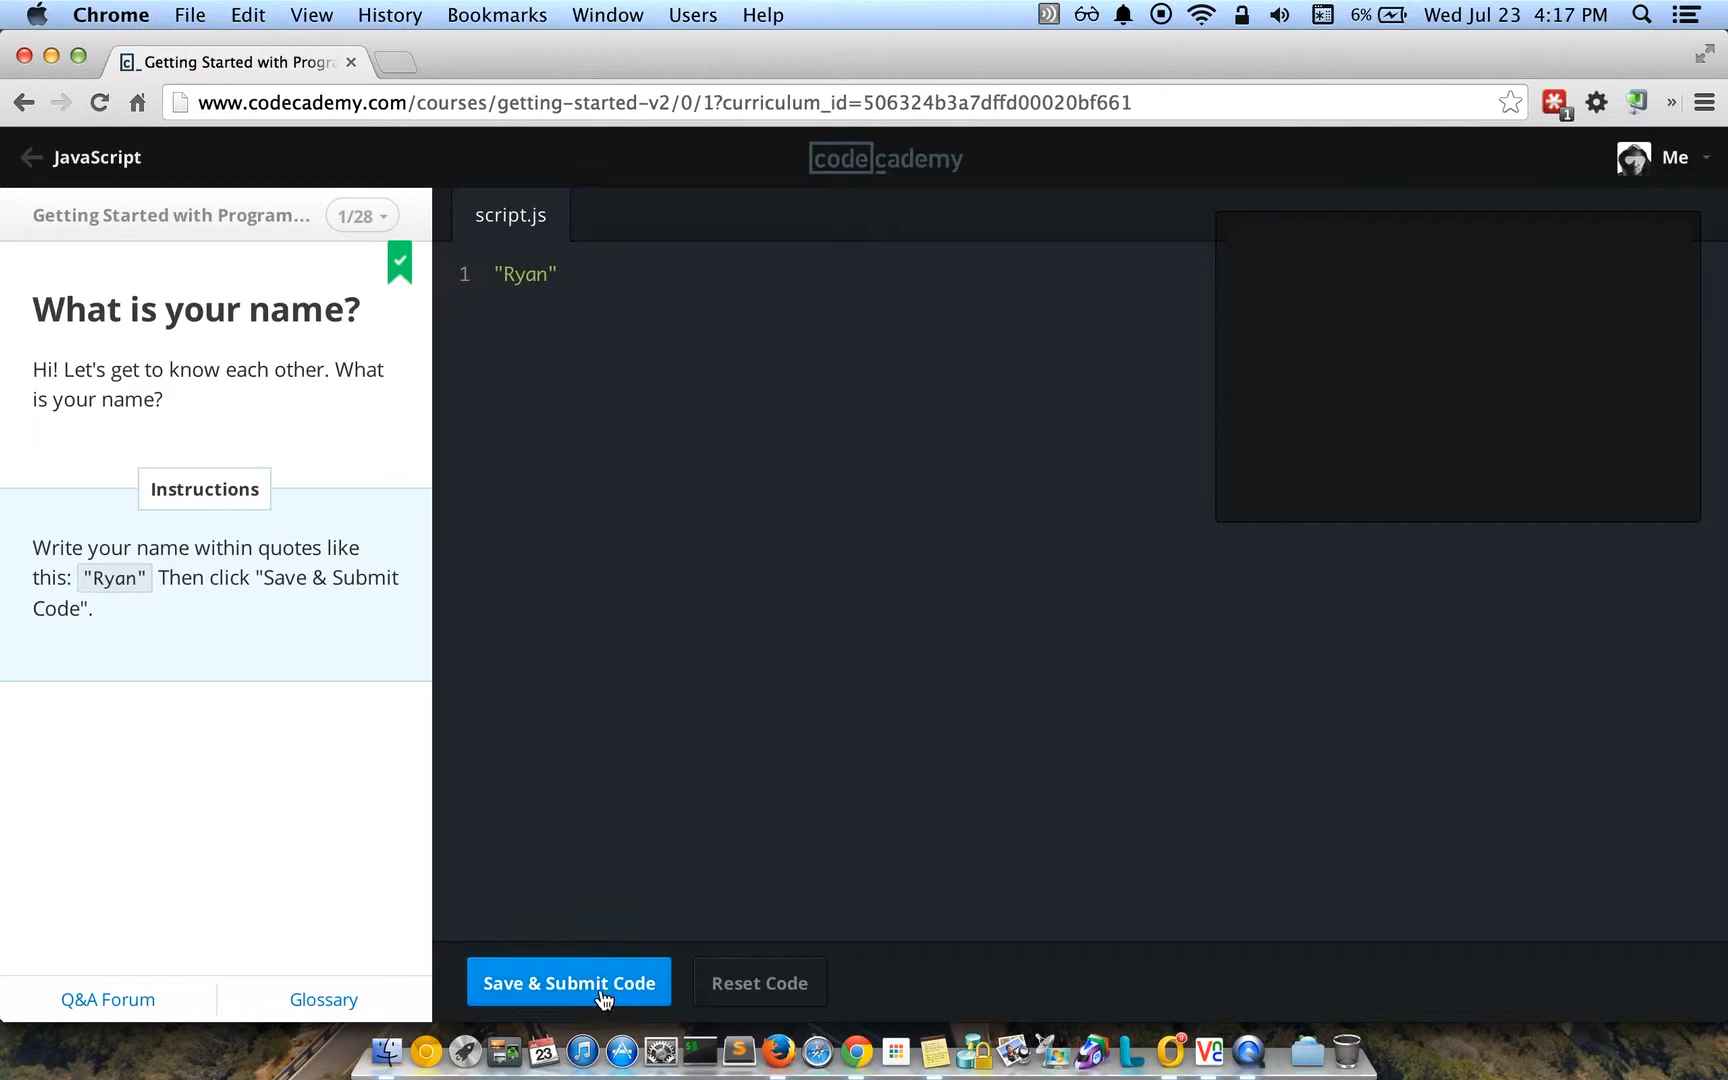 Chrome File Edit View History Bookmarks Window Users Help 6% Wed Jul 23 4:17 PM
c_ Getting Started with Progra
www.codecademy.com/courses/getting-started-v2/0/1?curriculum_id=506324b3a7dffd00020bf661 1 »
JavaScript codecademy Me
Getting Started with Program... 1/28
script.js
1 "Ryan"
What is your name?
Hi! Let's get to know each other. What
is your name?
Instructions
Write your name within quotes like
this: "Ryan" Then click "Save & Submit
Code".
Save & Submit Code Reset Code
Q&A Forum Glossary
23